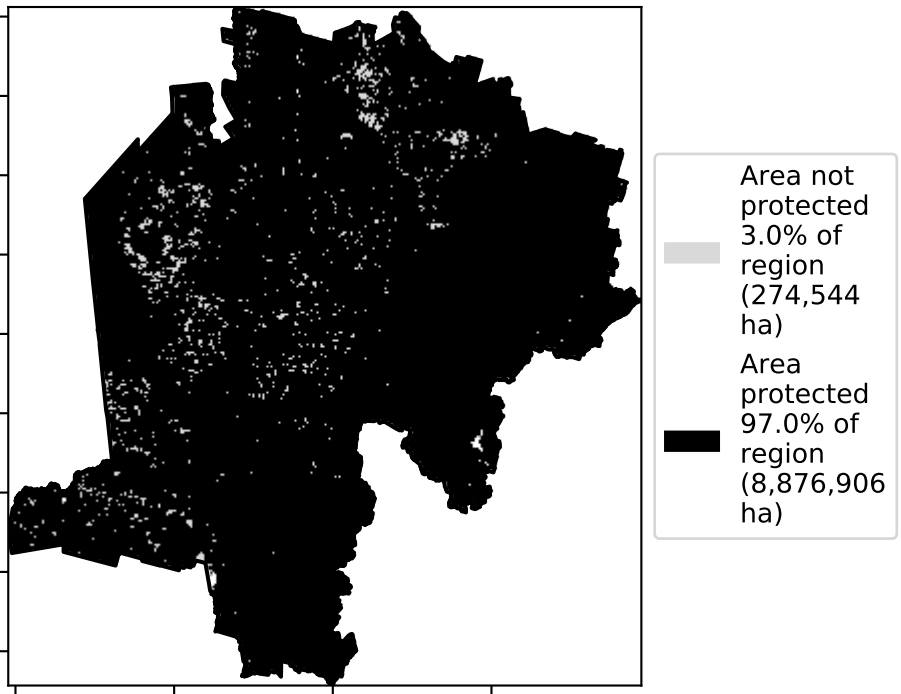 Area not
protected
3.0% of
region
(274,544
ha)
Area
protected
97.0% of
region
(8,876,906
ha)